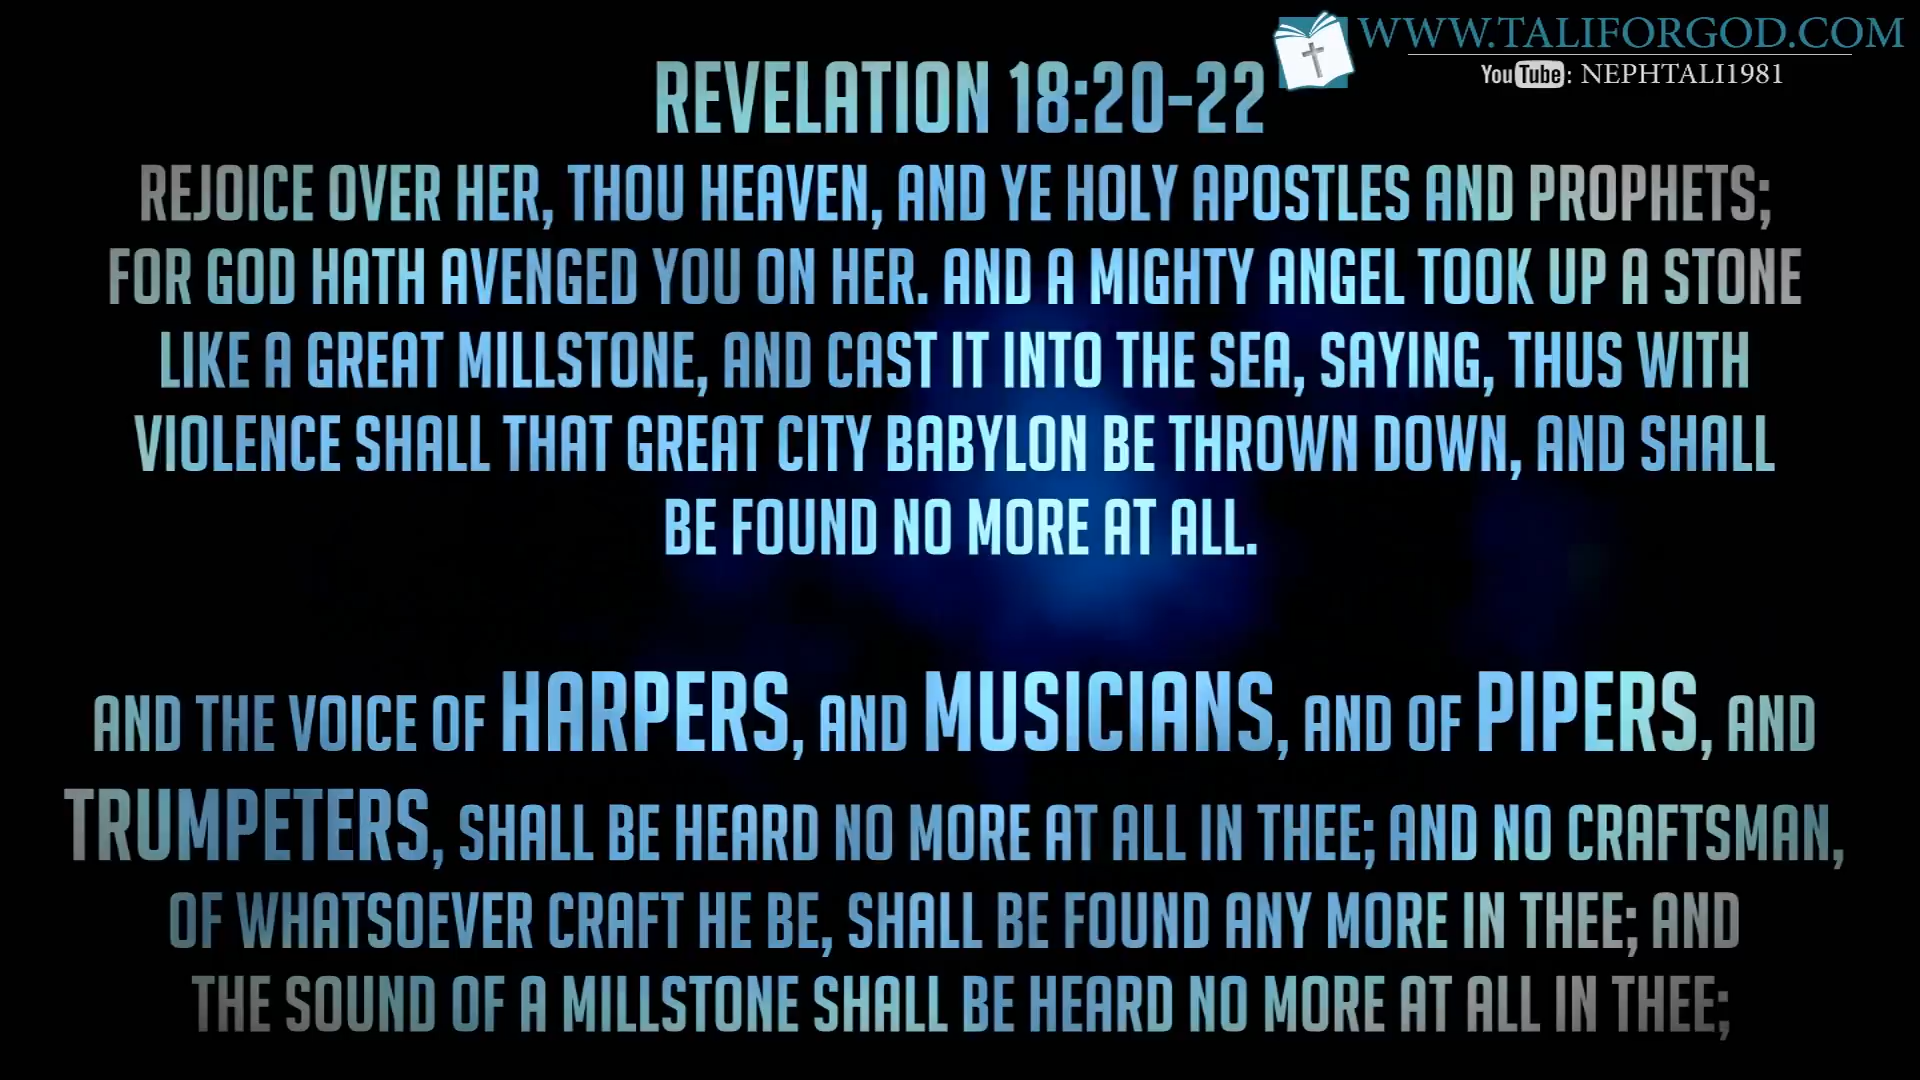 WWW.TALIFORGOD.COM
YouTube: NEPHTALI1981
REVELATION 18:20-22
REJOICE OVER HER, THOU HEAVEN, AND YE HOLY APOSTLES AND PROPHETS;
FOR GOD HATH AVENGED YOU ON HER. AND A MIGHTY ANGEL TOOK UP A STONE
LIKE A GREAT MILLSTONE, AND CAST IT INTO THE SEA, SAYING, THUS WITH
VIOLENCE SHALL THAT GREAT CITY BABYLON BE THROWN DOWN, AND SHALL
BE FOUND NO MORE AT ALL.
AND THE VOICE OF HARPERS, AND MUSICIANS, AND OF PIPERS, AND
TRUMPETERS, SHALL BE HEARD NO MORE AT ALL IN THEE; AND NO CRAFTSMAN,
OF WHATSOEVER CRAFT HE BE, SHALL BE FOUND ANY MORE IN THEE; AND
THE SOUND OF A MILLSTONE SHALL BE HEARD NO MORE AT ALL IN THEE;